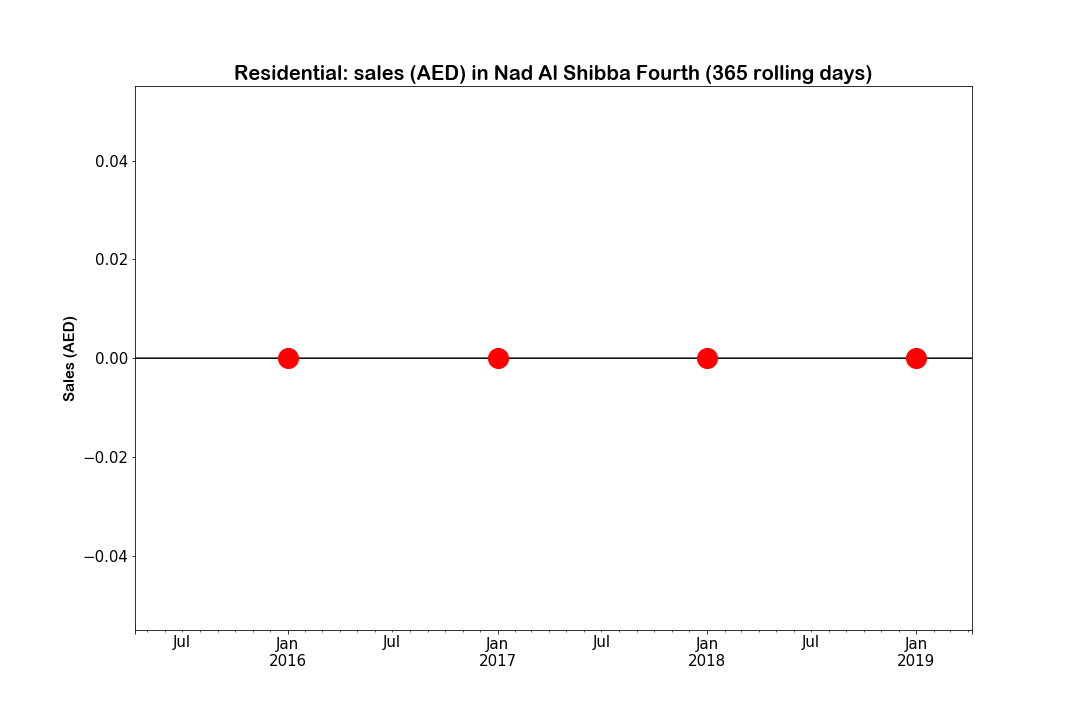 Residential: sales (AED) in Nad Al Shibba Fourth (365 rolling days)
0.04
0.02
0.00
−0.02
−0.04
Sales (AED)
Jul Jan Jul Jan Jul Jan Jul Jan
2016 2017 2018 2019